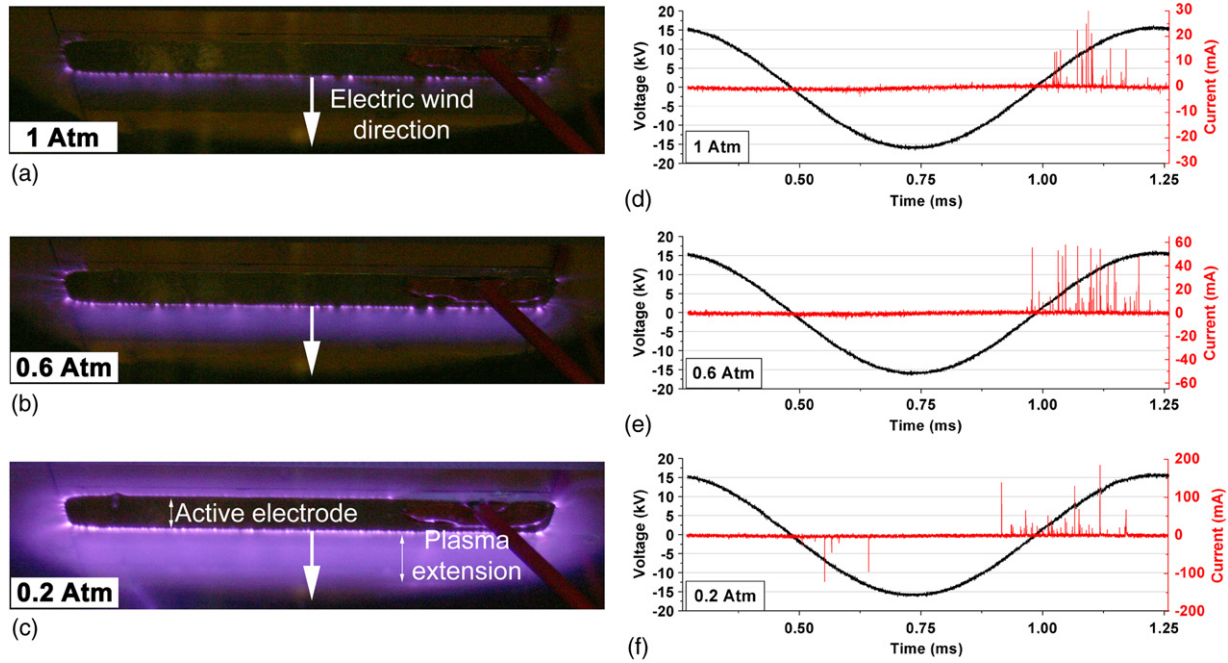 Electric wind
direction
1 Atm
(a)
20
15
10
5
0
-5
-10
-15
-20
Voltage (kV)
30
20
10
0
-10
-20
-30
Current (mA)
1 Atm
0.50
0.75
1.00
1.25
Time (ms)
(d)
0.6 Atm
(b)
20
15
10
5
0
-5
-10
-15
-20
Voltage (kV)
60
40
20
0
-20
-40
-60
Current (mA)
0.6 Atm
0.50
0.75
1.00
1.25
Time (ms)
(e)
Active electrode
Plasma
extension
0.2 Atm
(c)
20
15
10
5
0
-5
-10
-15
-20
Voltage (kV)
200
100
0
-100
-200
Current (mA)
0.2 Atm
0.50
0.75
1.00
1.25
Time (ms)
(f)